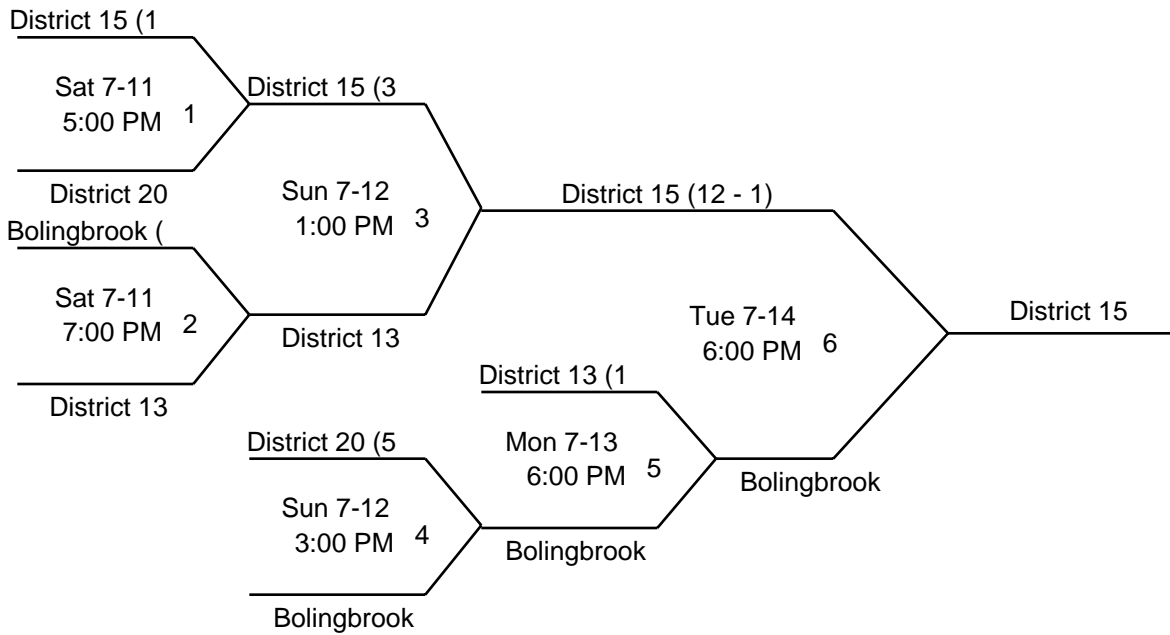 District 15 (1
Sat 7-11
5:00 PM 1
District 15 (3
District 20
Sun 7-12
1:00 PM 3
District 15 (12 - 1)
Bolingbrook (
Sat 7-11
7:00 PM 2
District 13
District 13
Tue 7-14
6:00 PM 6
District 15
District 13 (1
Mon 7-13
6:00 PM 5
Bolingbrook
District 20 (5
Sun 7-12
3:00 PM 4
Bolingbrook
Bolingbrook